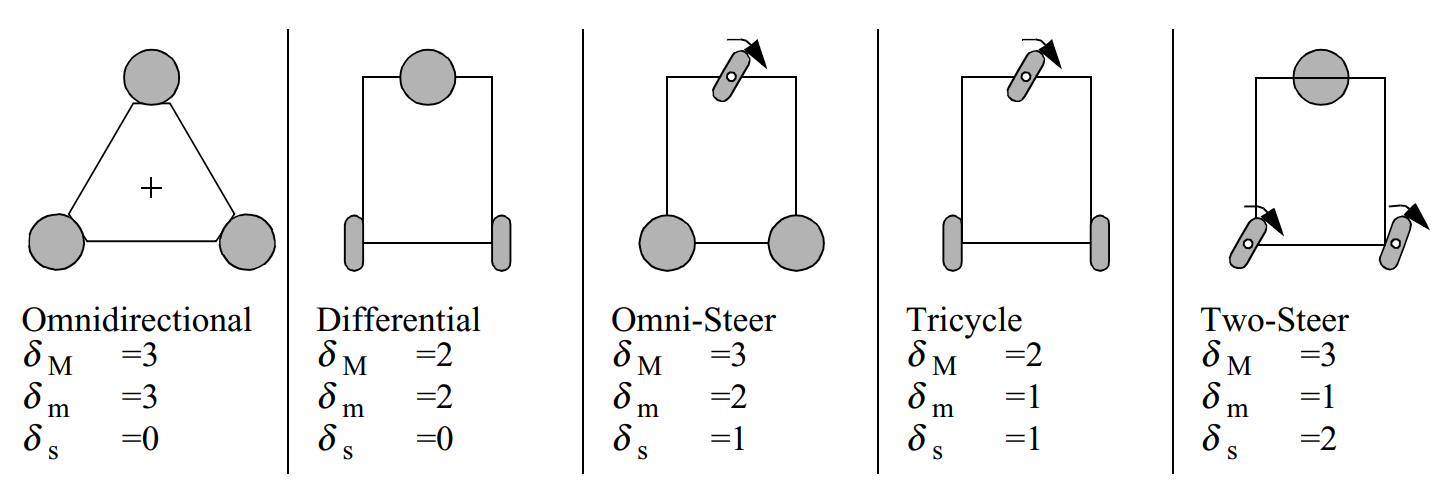 Omnidirectional
δM =3
δm =3
δs =0
Differential
δM =2
δm =2
δs =0
Omni-Steer
δM =3
δm =2
δs =1
Tricycle
δM =2
δm =1
δs =1
Two-Steer
δM =3
δm =1
δs =2